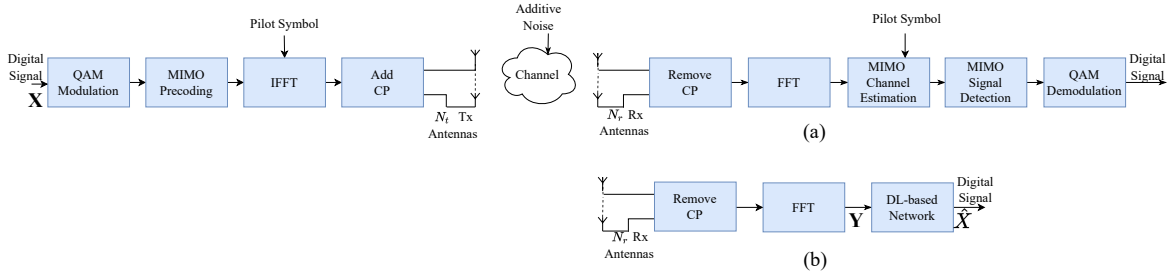 Additive
Noise
Pilot Symbol
Pilot Symbol
Digital
Signal
X
QAM
Modulation
MIMO
Precoding
IFFT
Add
CP
Channel
Remove
CP
FFT
MIMO
Channel
Estimation
MIMO
Signal
Detection
QAM
Demodulation
Digital
Signal
N_t Tx
Antennas
N_r Rx
Antennas
(a)
Remove
CP
FFT
Y
DL-based
Network
Digital
Signal
X̂
N_r Rx
Antennas
(b)